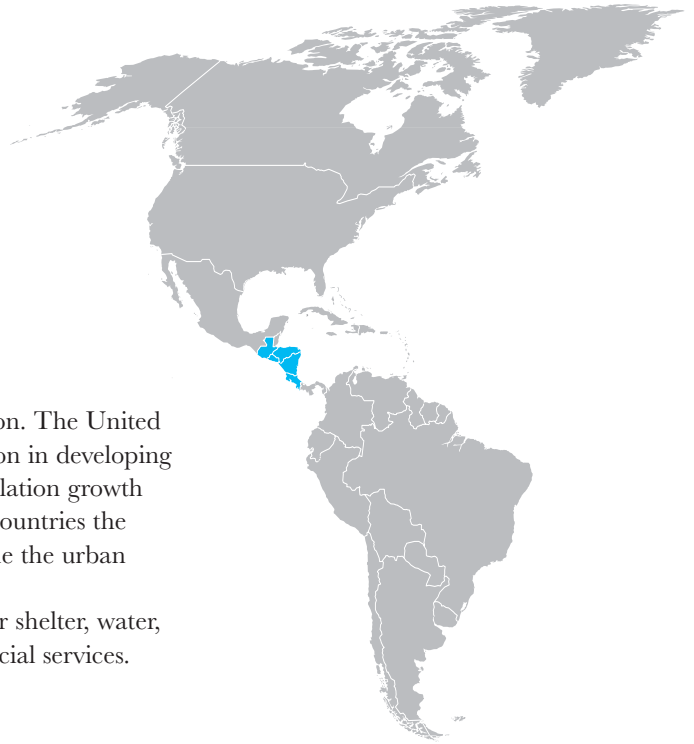 on. The United
on in developing
lation growth
ountries the
e the urban
r shelter, water,
cial services.